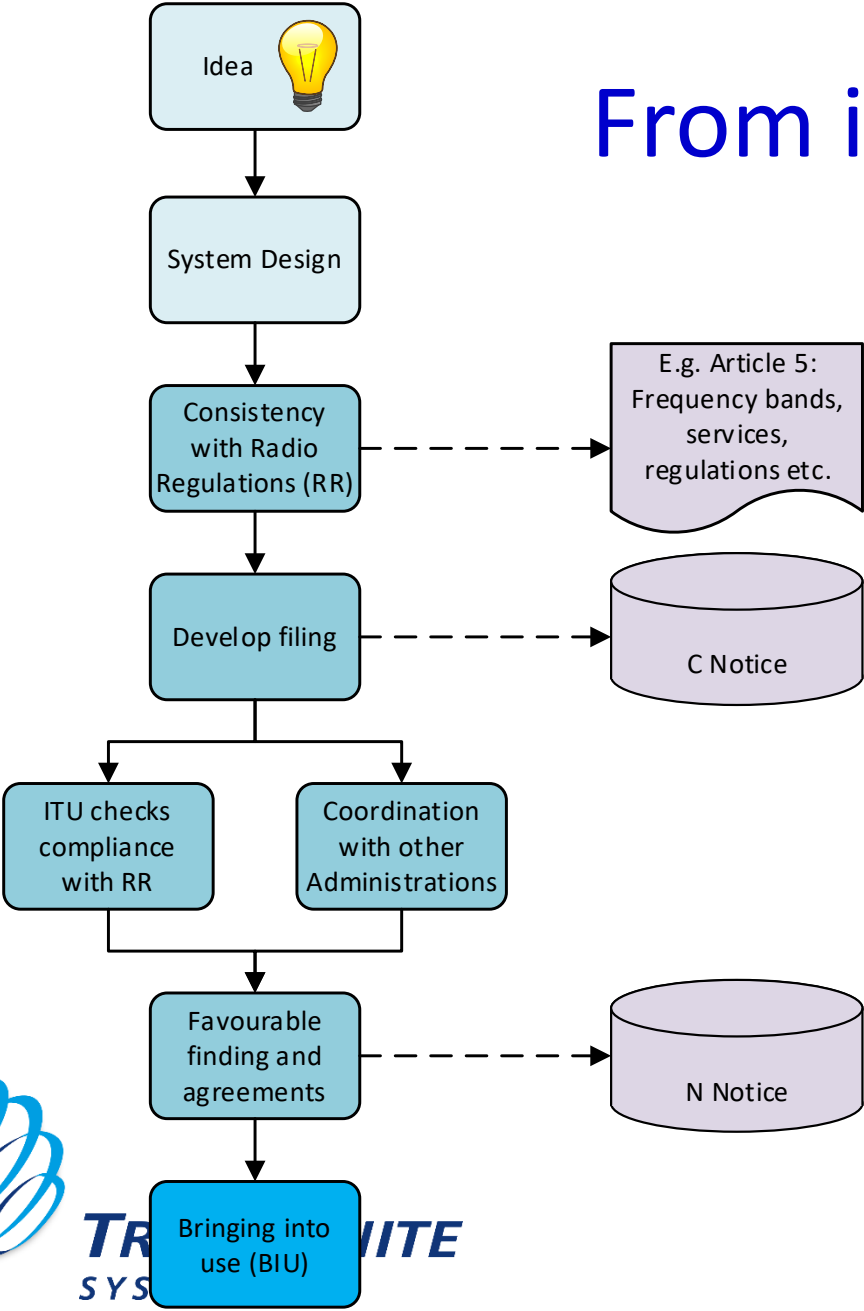 From i
Idea
System Design
Consistency
with Radio
Regulations (RR)
E.g. Article 5:
Frequency bands,
services,
regulations etc.
Develop filing
C Notice
ITU checks
compliance
with RR
Coordination
with other
Administrations
Favourable
finding and
agreements
N Notice
Bringing into
use (BIU)